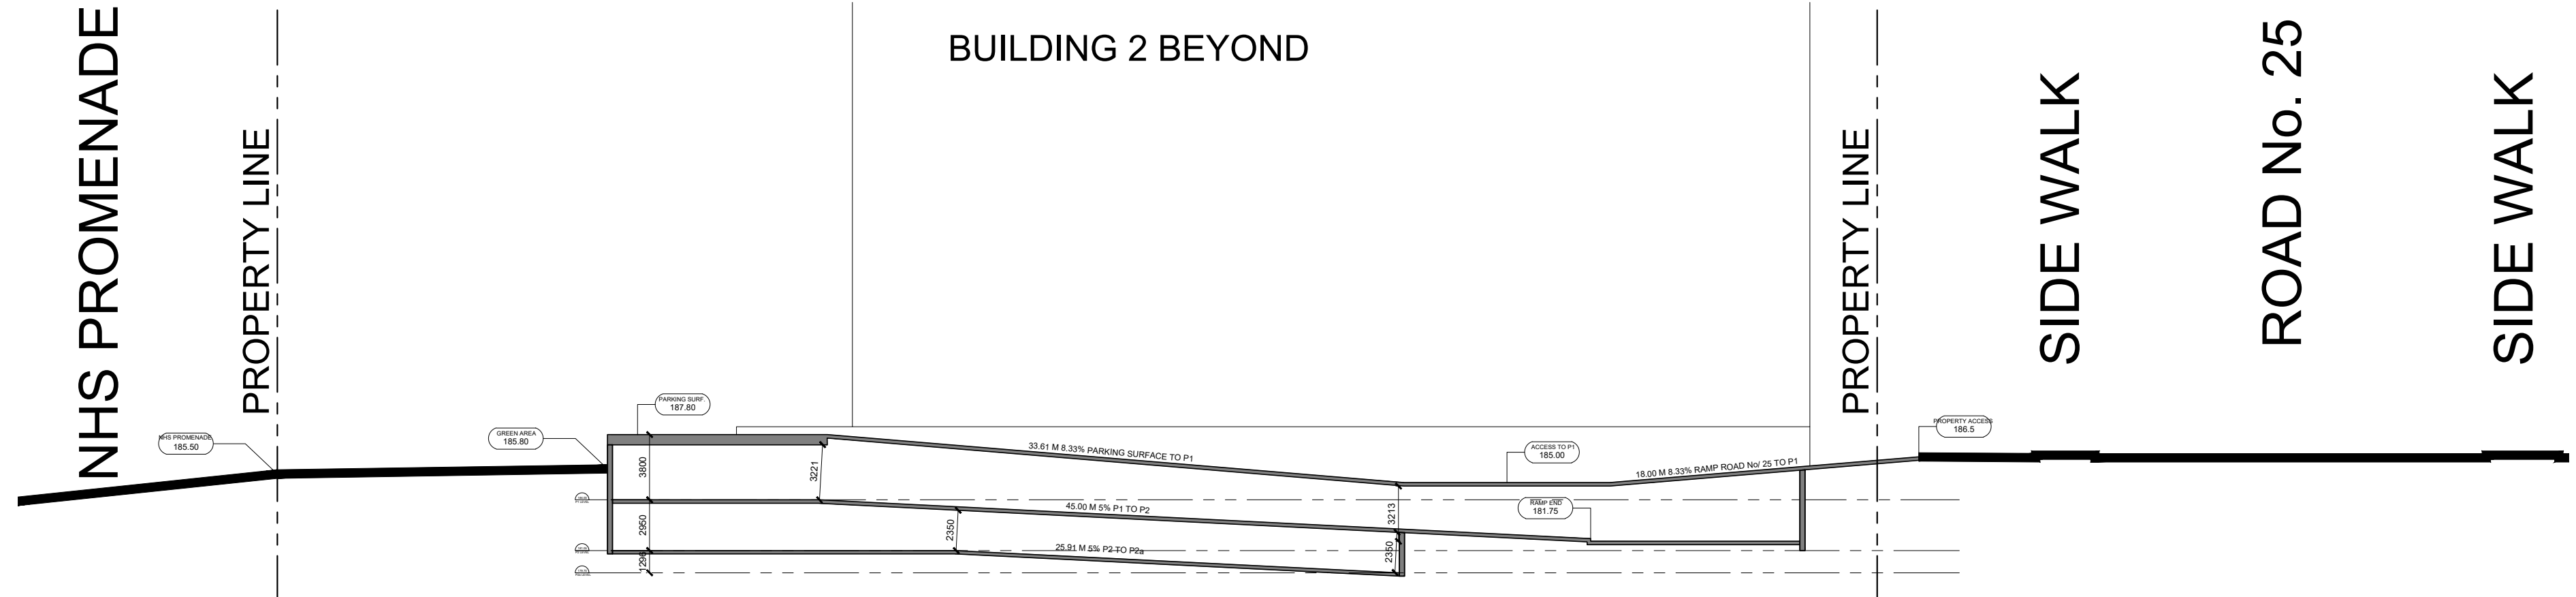 NHS PROMENADE
PROPERTY LINE
BUILDING 2 BEYOND
PROPERTY LINE
SIDE WALK
ROAD No. 25
SIDE WALK
NHS PROMENADE
185.50
GREEN AREA
185.80
PARKING SURF.
187.80
3800
3221
33.61 M 8.33% PARKING SURFACE TO P1
ACCESS TO P1
185.00
18.00 M 8.33% RAMP ROAD No/ 25 TO P1
PROPERTY ACCESS
186.5
2950
2350
45.00 M 5% P1 TO P2
3213
RAMP END
181.75
1296
25.91 M 5% P2 TO P2a
2350